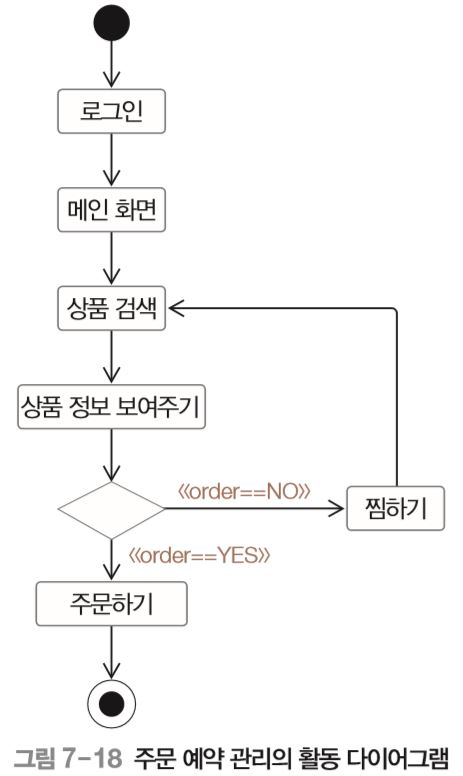 로그인
메인 화면
상품 검색
상품 정보 보여주기
《order==NO》
찜하기
《order==YES》
주문하기
그림 7-18 주문 예약 관리의 활동 다이어그램